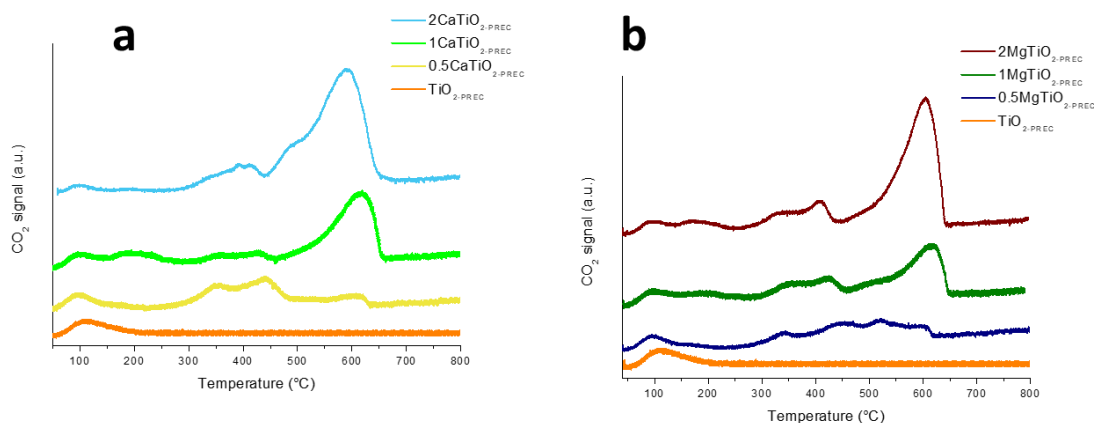 a
2CaTiO2-PREC
1CaTiO2-PREC
0.5CaTiO2-PREC
TiO2-PREC
CO2 signal (a.u.)
100 200 300 400 500 600 700 800
Temperature (ºC)
b
2MgTiO2-PREC
1MgTiO2-PREC
0.5MgTiO2-PREC
TiO2-PREC
CO2 signal (a.u.)
100 200 300 400 500 600 700 800
Temperature (ºC)